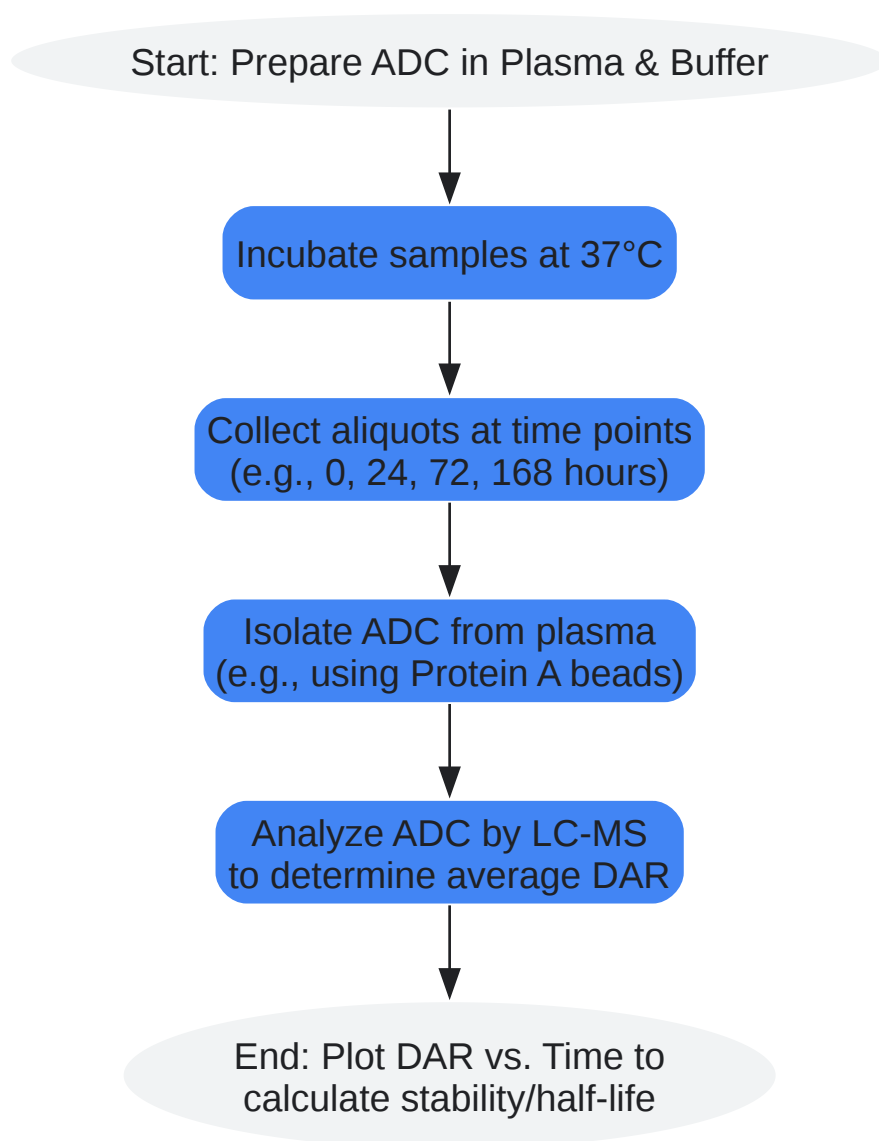 Start: Prepare ADC in Plasma & Buffer
Incubate samples at 37°C
Collect aliquots at time points
(e.g., 0, 24, 72, 168 hours)
Isolate ADC from plasma
(e.g., using Protein A beads)
Analyze ADC by LC-MS
to determine average DAR
End: Plot DAR vs. Time to
calculate stability/half-life